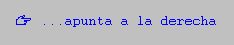 ☞ ...apunta a la derecha